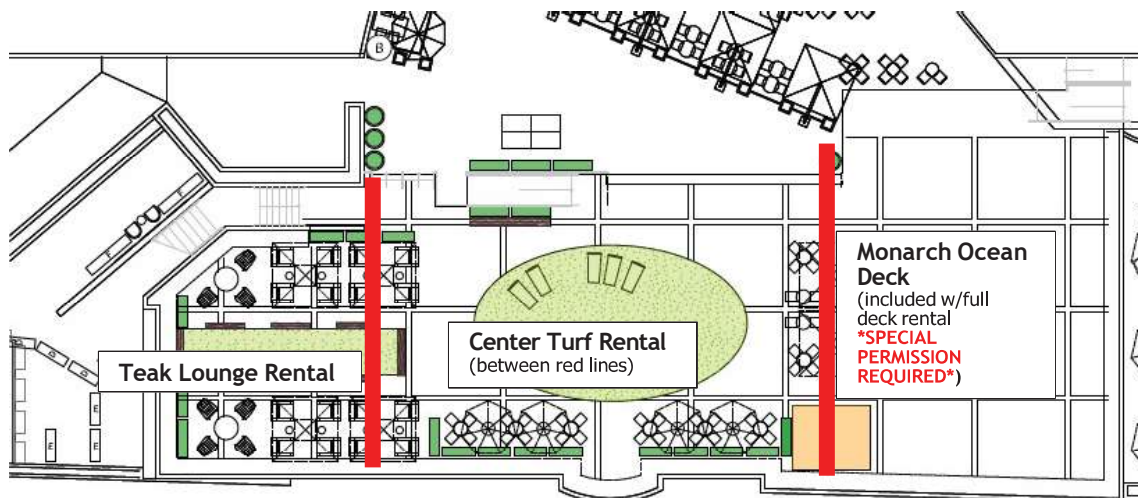 B
Monarch Ocean
Deck
(included w/full
deck rental
*SPECIAL
PERMISSION
REQUIRED*)
Center Turf Rental
(between red lines)
Teak Lounge Rental
E
E
E